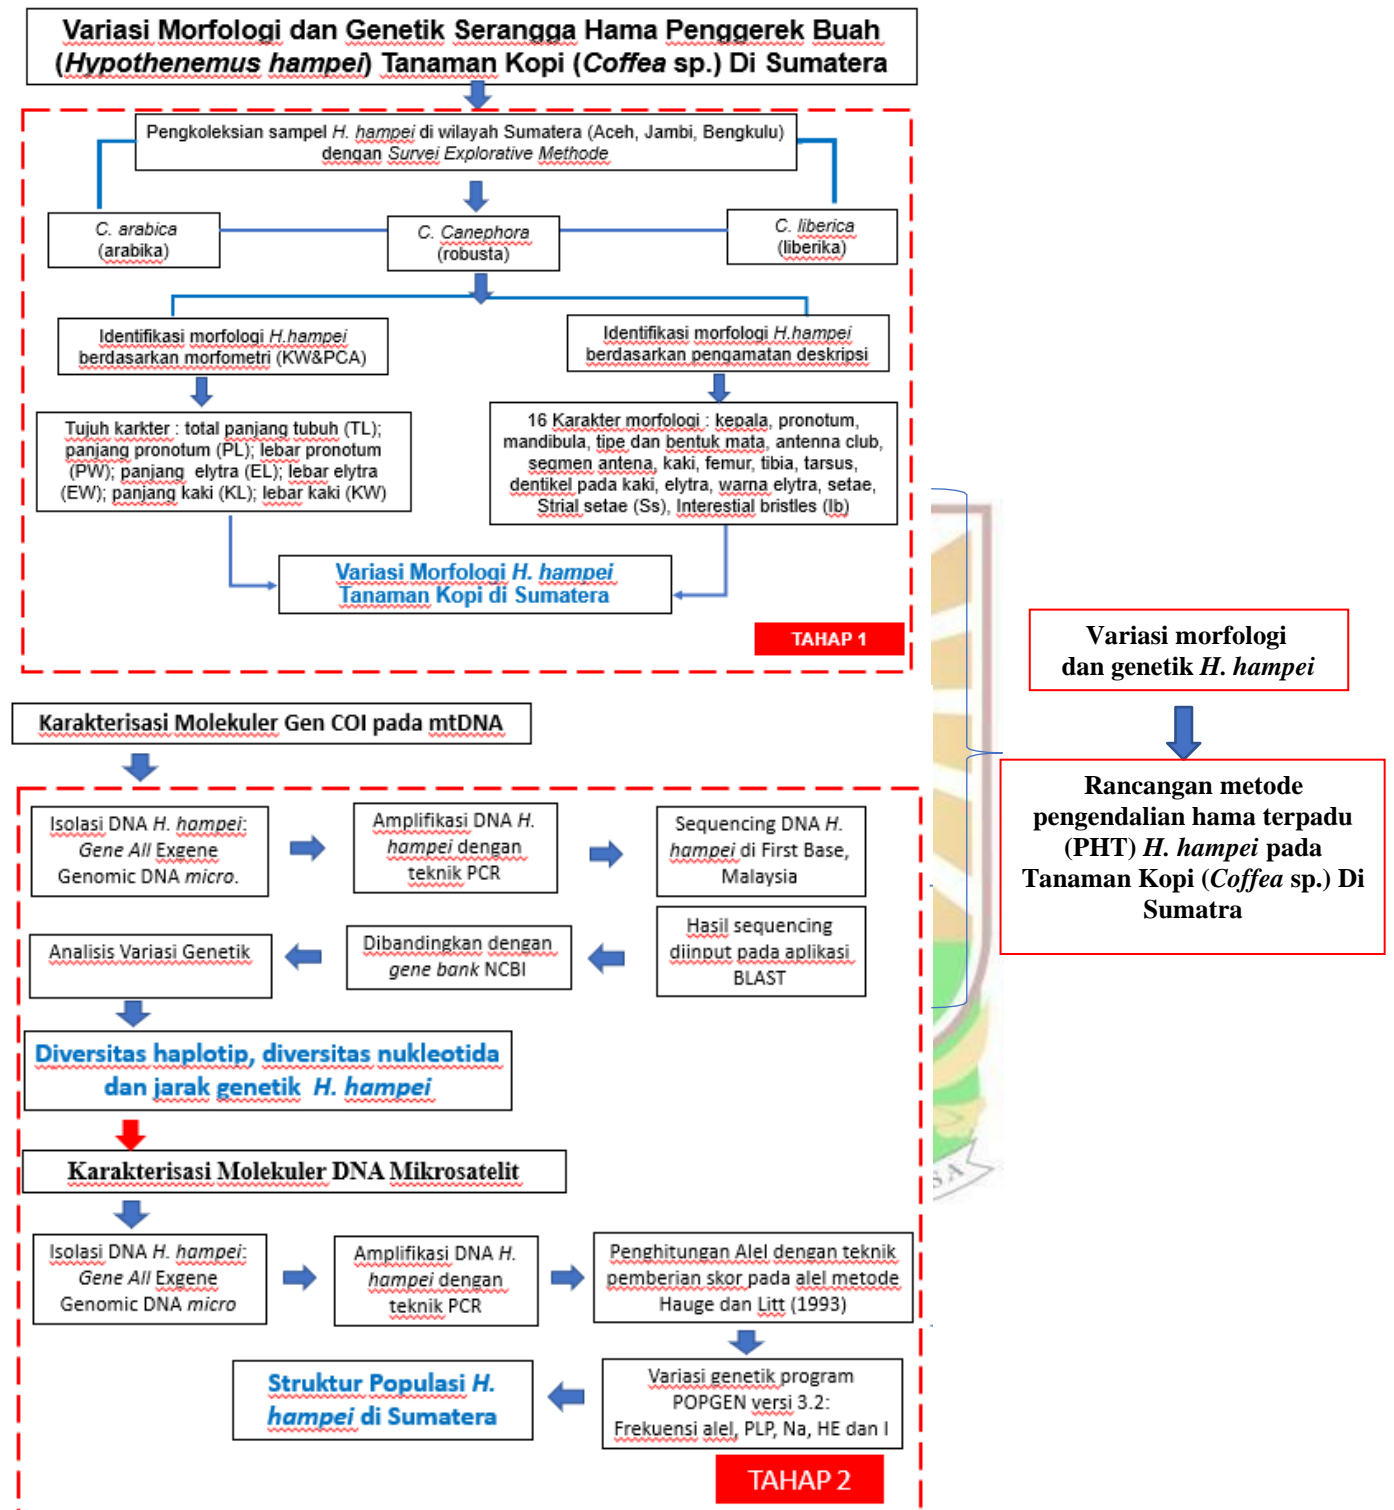 Variasi Morfologi dan Genetik Serangga Hama Penggerek Buah
(Hypothenemus hampei) Tanaman Kopi (Coffea sp.) Di Sumatera
Pengkoleksian sampel H. hampei di wilayah Sumatera (Aceh, Jambi, Bengkulu)
dengan Survei Explorative Methode
C. arabica
(arabika)
C. Canephora
(robusta)
C. liberica
(liberika)
Identifikasi morfologi H.hampei
berdasarkan morfometri (KW&PCA)
Identifikasi morfologi H.hampei
berdasarkan pengamatan deskripsi
Tujuh karkter : total panjang tubuh (TL);
panjang pronotum (PL); lebar pronotum
(PW); panjang elytra (EL); lebar elytra
(EW); panjang kaki (KL); lebar kaki (KW)
16 Karakter morfologi : kepala, pronotum,
mandibula, tipe dan bentuk mata, antenna club,
segmen antena, kaki, femur, tibia, tarsus,
dentikel pada kaki, elytra, warna elytra, setae,
Strial setae (Ss), Interestial bristles (Ib)
Variasi Morfologi H. hampei
Tanaman Kopi di Sumatera
TAHAP 1
Karakterisasi Molekuler Gen COI pada mtDNA
Isolasi DNA H. hampei:
Gene All Exgene
Genomic DNA micro.
Amplifikasi DNA H.
hampei dengan
teknik PCR
Sequencing DNA H.
hampei di First Base,
Malaysia
Hasil sequencing
diinput pada aplikasi
BLAST
Dibandingkan dengan
gene bank NCBI
Analisis Variasi Genetik
Diversitas haplotip, diversitas nukleotida
dan jarak genetik H. hampei
Karakterisasi Molekuler DNA Mikrosatelit
Isolasi DNA H. hampei:
Gene All Exgene
Genomic DNA micro
Amplifikasi DNA H.
hampei dengan
teknik PCR
Penghitungan Alel dengan teknik
pemberian skor pada alel metode
Hauge dan Litt (1993)
Variasi genetik program
POPGEN versi 3.2:
Frekuensi alel, PLP, Na, HE dan I
Struktur Populasi H.
hampei di Sumatera
TAHAP 2
Variasi morfologi
dan genetik H. hampei
Rancangan metode
pengendalian hama terpadu
(PHT) H. hampei pada
Tanaman Kopi (Coffea sp.) Di
Sumatra
SA